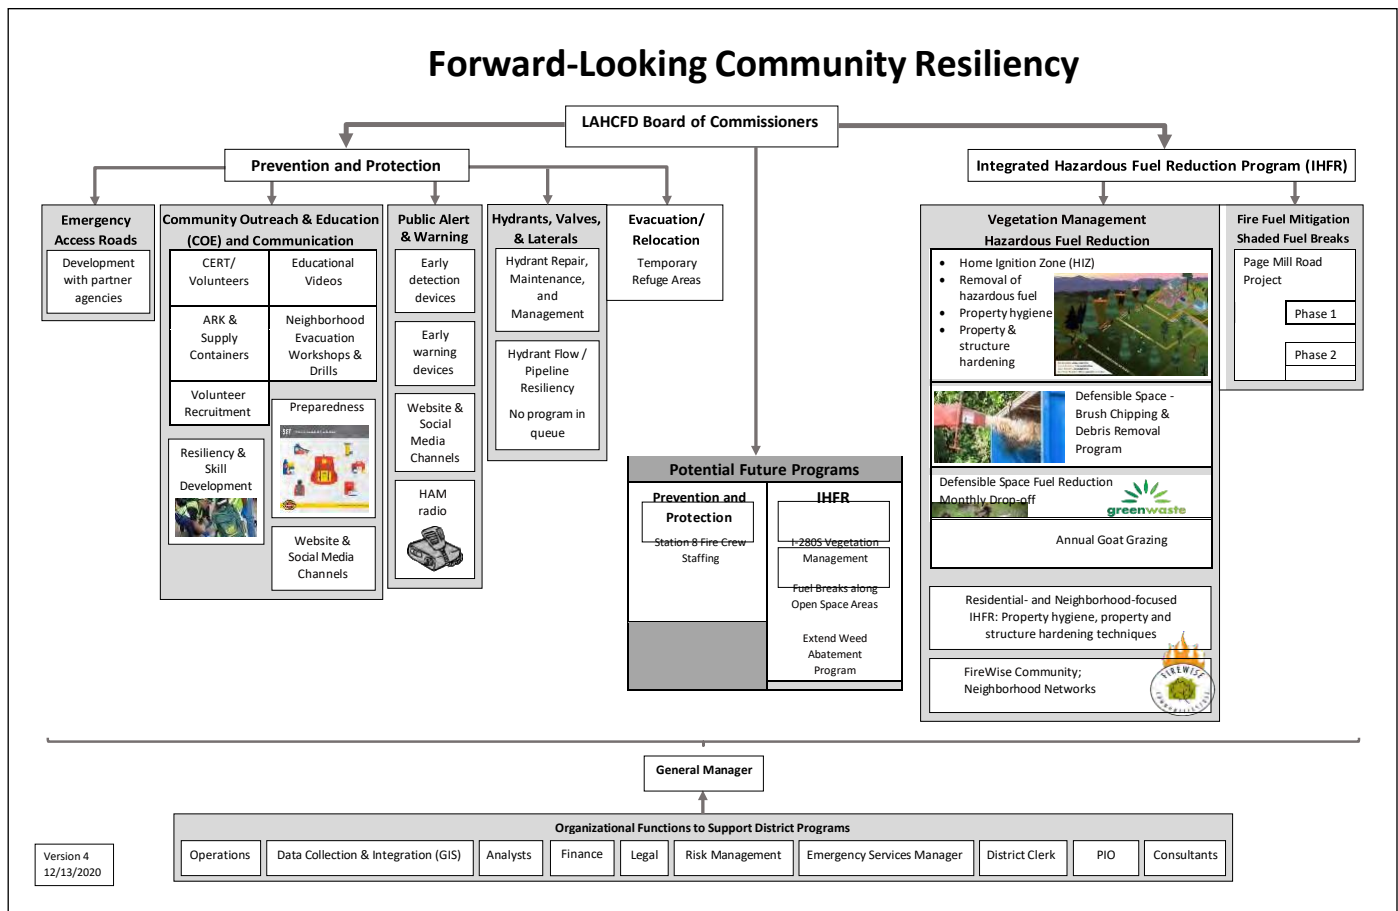 Forward-Looking Community Resiliency
LAHCFD Board of Commissioners
Prevention and Protection
Integrated Hazardous Fuel Reduction Program (IHFR)
Emergency
Access Roads
Development
with partner
agencies
Community Outreach & Education
(COE) and Communication
CERT/
Volunteers
Educational
Videos
ARK &
Supply
Containers
Neighborhood
Evacuation
Workshops &
Drills
Volunteer
Recruitment
Preparedness
SET
Resiliency &
Skill
Development
Website &
Social Media
Channels
Public Alert
& Warning
Early
detection
devices
Early
warning
devices
Website &
Social
Media
Channels
HAM
radio
Hydrants, Valves,
& Laterals
Hydrant Repair,
Maintenance,
and
Management
Hydrant Flow /
Pipeline
Resiliency
No program in
queue
Evacuation/
Relocation
Temporary
Refuge Areas
Potential Future Programs
Prevention and
Protection
Station 8 Fire Crew
Staffing
IHFR
I-280S Vegetation
Management
Fuel Breaks along
Open Space Areas
Extend Weed
Abatement
Program
Vegetation Management
Hazardous Fuel Reduction
• Home Ignition Zone (HIZ)
• Removal of
hazardous fuel
• Property hygiene
• Property &
structure
hardening
Defensible Space -
Brush Chipping &
Debris Removal
Program
Defensible Space Fuel Reduction
Monthly Drop-off
greenwaste
Annual Goat Grazing
Residential- and Neighborhood-focused
IHFR: Property hygiene, property and
structure hardening techniques
FireWise Community;
Neighborhood Networks
FIREWISE
COMMUNITIES
Fire Fuel Mitigation
Shaded Fuel Breaks
Page Mill Road
Project
Phase 1
Phase 2
General Manager
Organizational Functions to Support District Programs
Operations
Data Collection & Integration (GIS)
Analysts
Finance
Legal
Risk Management
Emergency Services Manager
District Clerk
PIO
Consultants
Version 4
12/13/2020